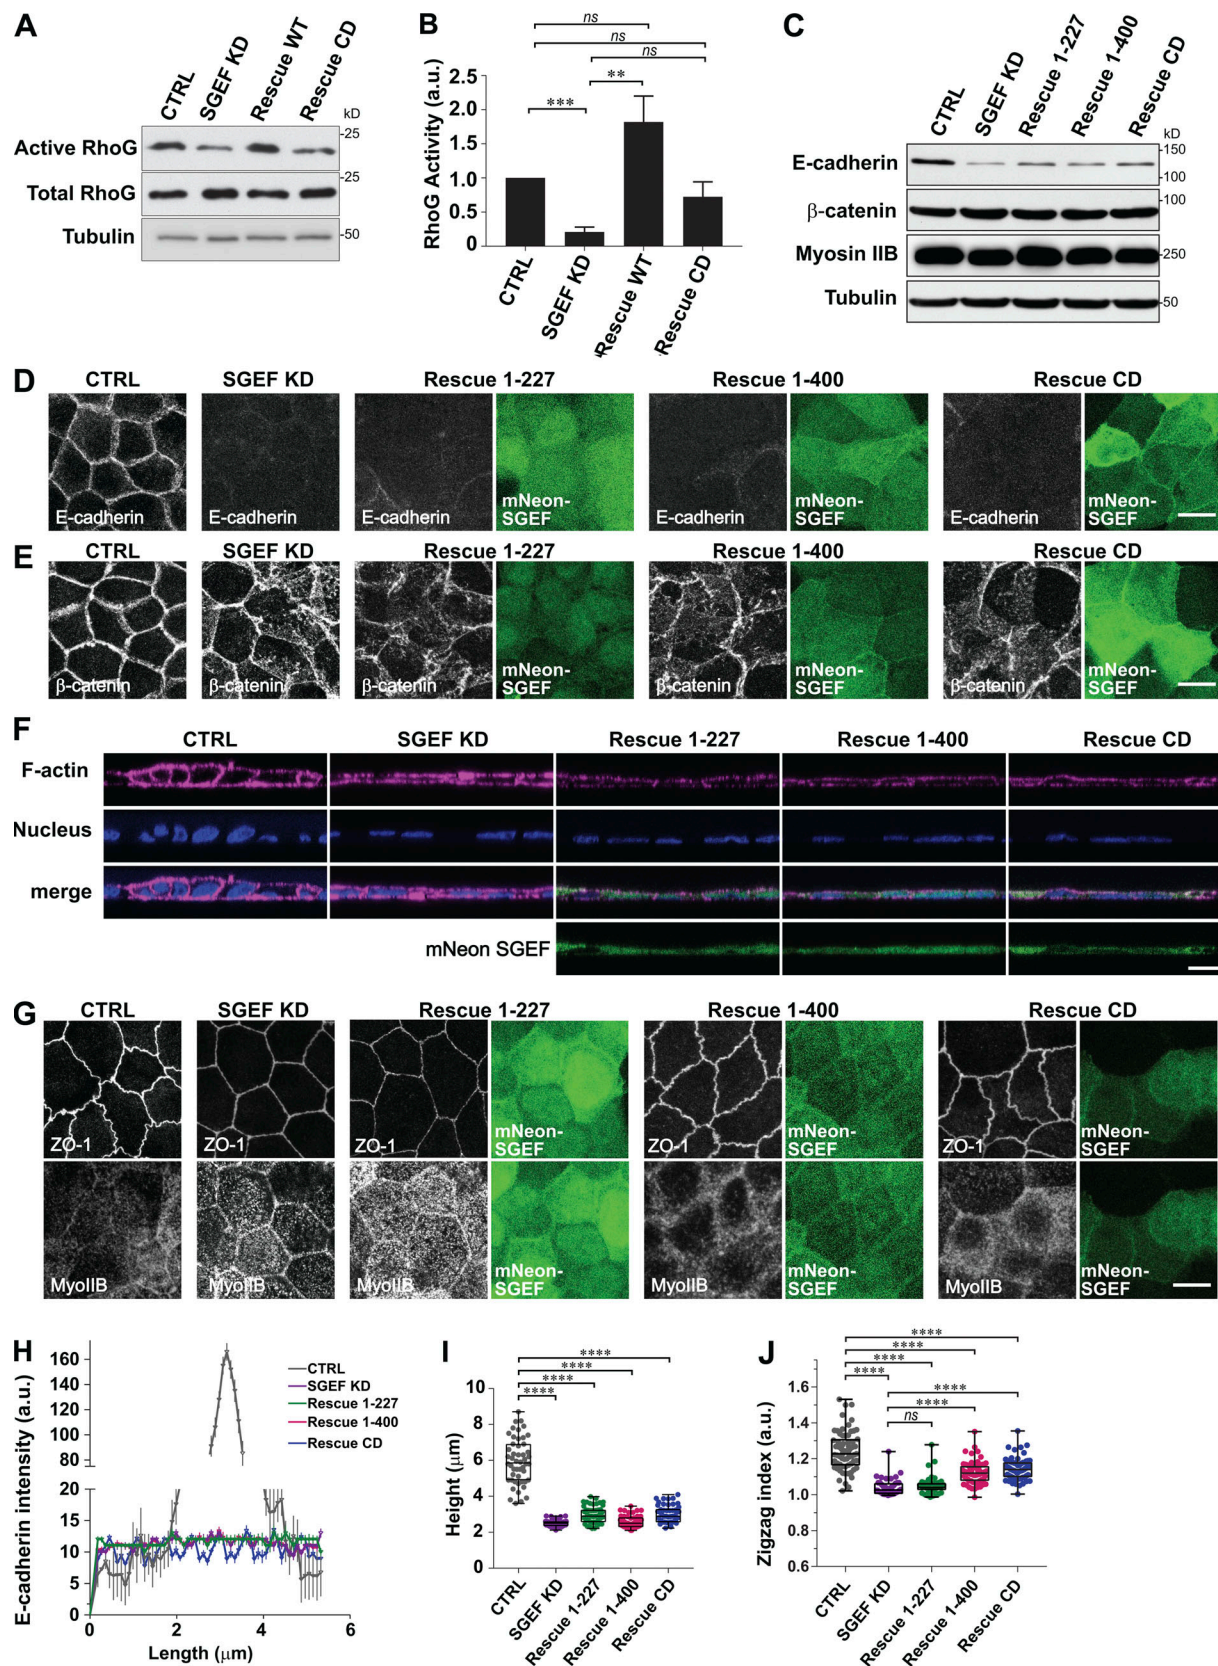 A
CTRL
SGEF KD
Rescue WT
Rescue CD
kD
Active RhoG
-25
Total RhoG
-25
Tubulin
-50
B
ns
ns
ns
***
**
RhoG Activity (a.u.)
2.5
2.0
1.5
1.0
0.5
0
CTRL
SGEF KD
Rescue WT
Rescue CD
C
CTRL
SGEF KD
Rescue 1-227
Rescue 1-400
Rescue CD
kD
E-cadherin
-150
100
β-catenin
-100
Myosin IIB
-250
Tubulin
-50
D
CTRL
SGEF KD
Rescue 1-227
Rescue 1-400
Rescue CD
E-cadherin
E-cadherin
E-cadherin
mNeon-
SGEF
E-cadherin
mNeon-
SGEF
E-cadherin
mNeon-
SGEF
E
CTRL
SGEF KD
Rescue 1-227
Rescue 1-400
Rescue CD
β-catenin
β-catenin
β-catenin
mNeon-
SGEF
β-catenin
mNeon-
SGEF
β-catenin
mNeon-
SGEF
F
CTRL
SGEF KD
Rescue 1-227
Rescue 1-400
Rescue CD
F-actin
Nucleus
merge
mNeon SGEF
G
CTRL
SGEF KD
Rescue 1-227
Rescue 1-400
Rescue CD
ZO-1
ZO-1
ZO-1
mNeon-
SGEF
ZO-1
mNeon-
SGEF
ZO-1
mNeon-
SGEF
MyoIIB
MyoIIB
MyoIIB
mNeon-
SGEF
MyoIIB
mNeon-
SGEF
MyoIIB
mNeon-
SGEF
H
E-cadherin intensity (a.u.)
160
140
120
100
80
20
15
10
5
0
0
2
4
6
Length (μm)
CTRL
SGEF KD
Rescue 1-227
Rescue 1-400
Rescue CD
I
****
****
****
****
Height (μm)
10
8
6
4
2
0
CTRL
SGEF KD
Rescue 1-227
Rescue 1-400
Rescue CD
J
****
****
****
****
****
****
ns
Zigzag index (a.u.)
1.6
1.4
1.2
1.0
0.8
0.6
CTRL
SGEF KD
Rescue 1-227
Rescue 1-400
Rescue CD